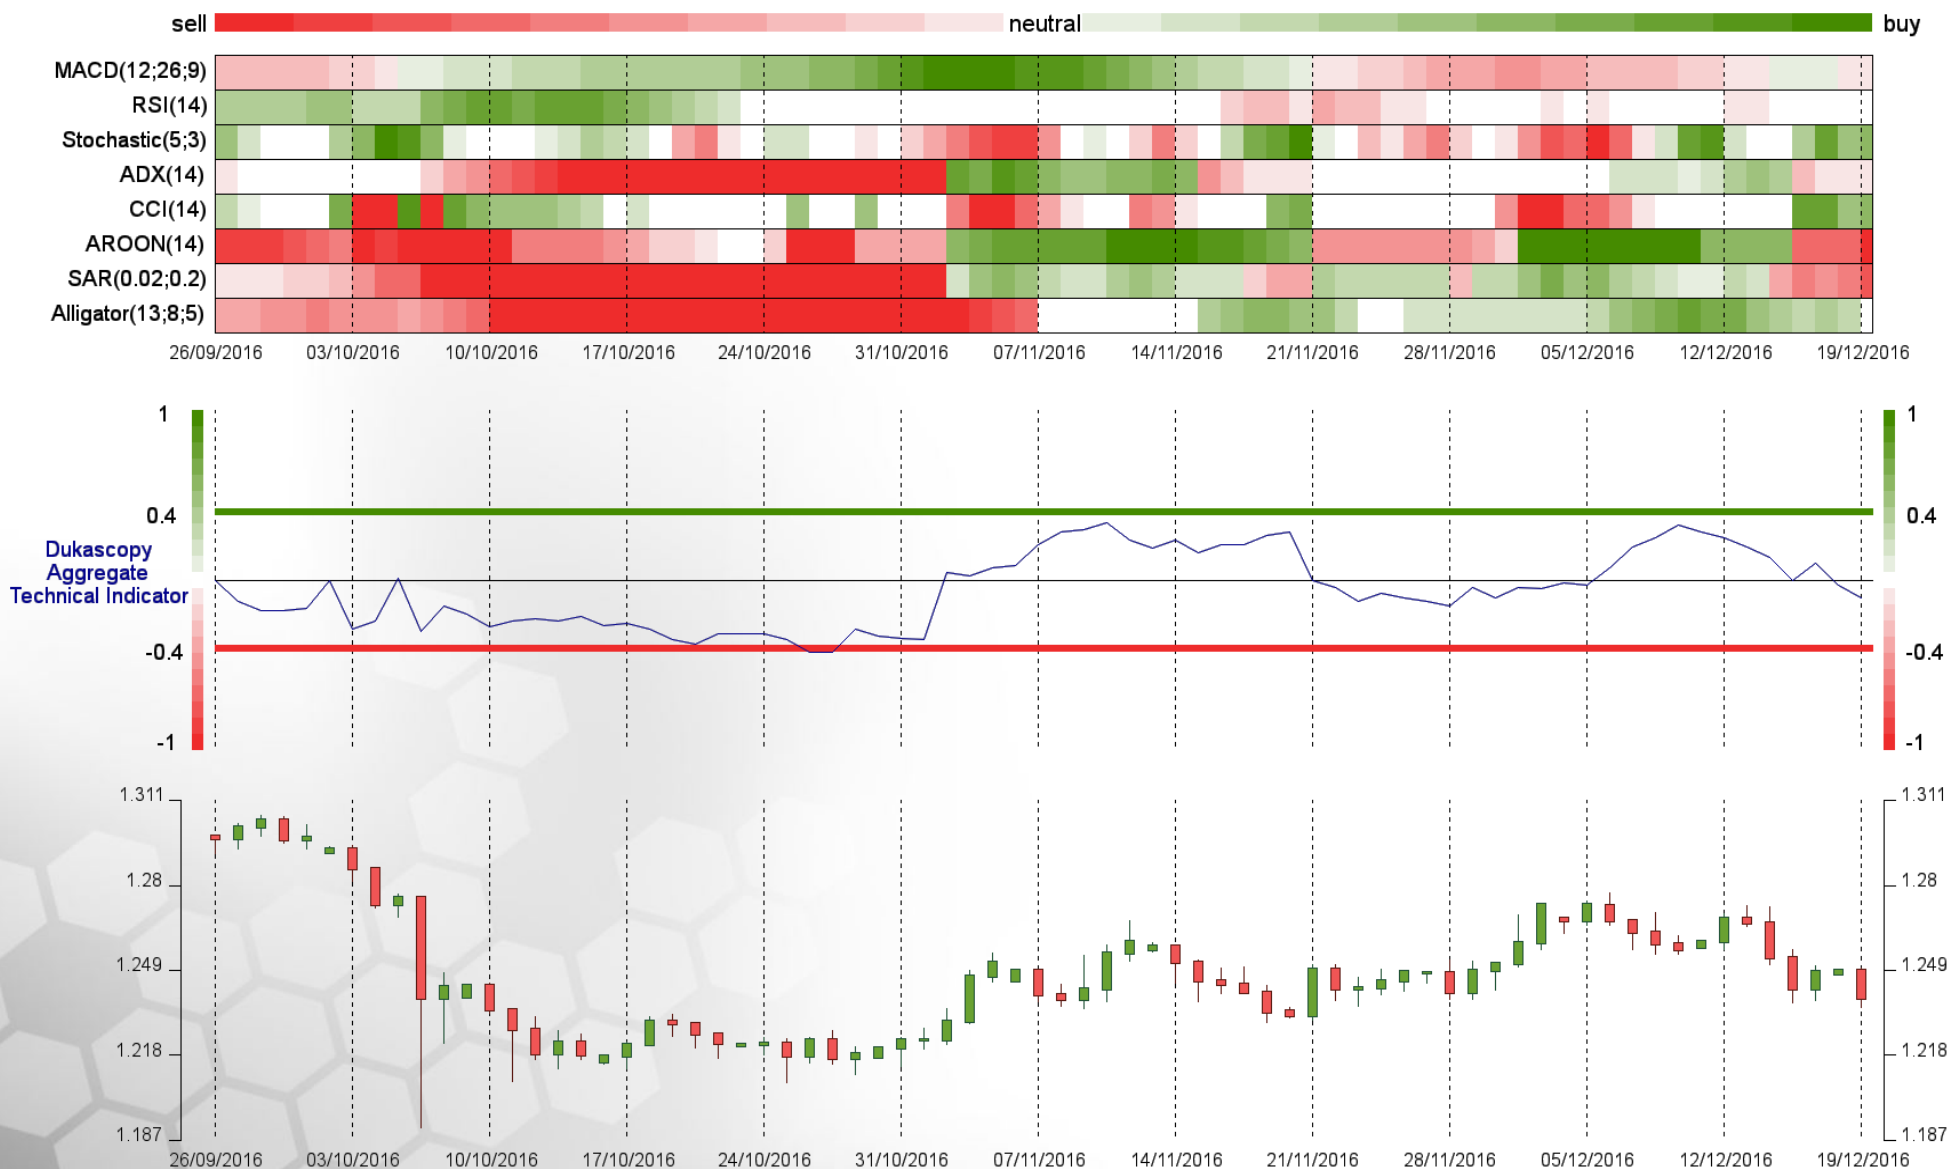 sell neutral buy
MACD(12;26;9)
RSI(14)
Stochastic(5;3)
ADX(14)
CCI(14)
AROON(14)
SAR(0.02;0.2)
Alligator(13;8;5)
26/09/2016 03/10/2016 10/10/2016 17/10/2016 24/10/2016 31/10/2016 07/11/2016 14/11/2016 21/11/2016 28/11/2016 05/12/2016 12/12/2016 19/12/2016
1 1
0.4 0.4
Dukascopy
Aggregate
Technical Indicator
-0.4 -0.4
-1 -1
1.311 1.311
1.28 1.28
1.249 1.249
1.218 1.218
1.187 1.187
26/09/2016 03/10/2016 10/10/2016 17/10/2016 24/10/2016 31/10/2016 07/11/2016 14/11/2016 21/11/2016 28/11/2016 05/12/2016 12/12/2016 19/12/2016